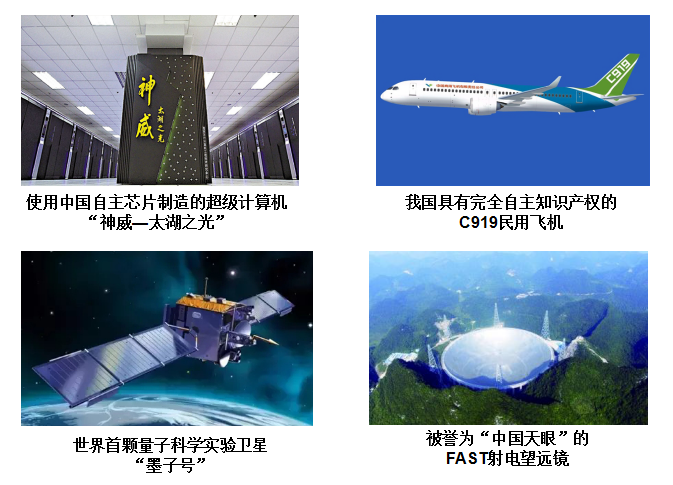 神威
太湖之光
C919
使用中国自主芯片制造的超级计算机
“神威—太湖之光”
我国具有完全自主知识产权的
C919民用飞机
世界首颗量子科学实验卫星
“墨子号”
被誉为“中国天眼”的
FAST射电望远镜